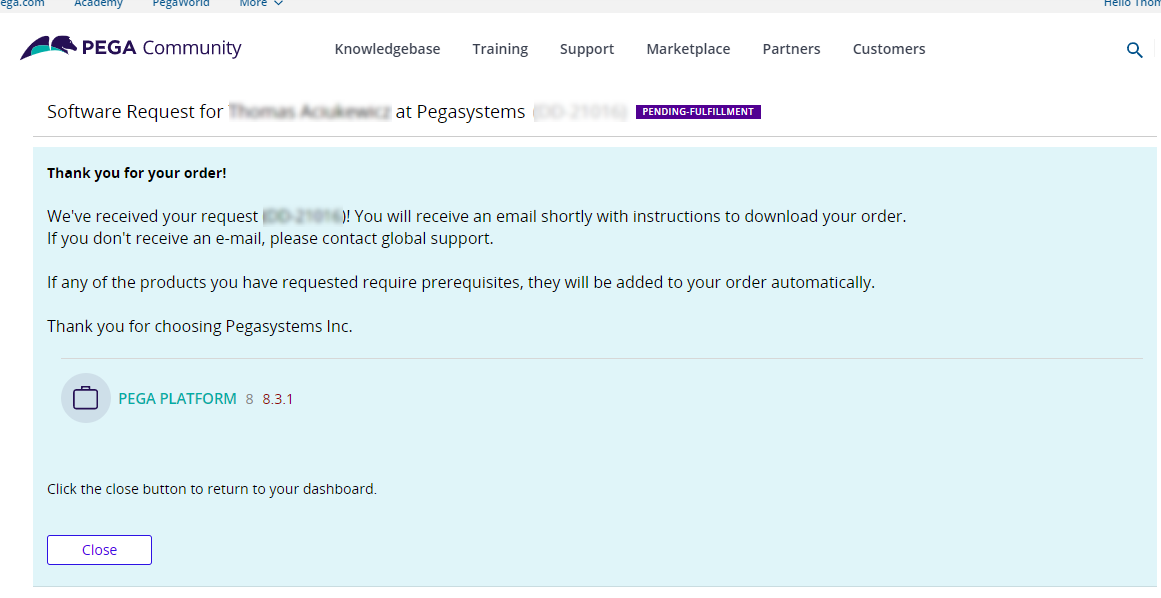 ega.com Academy PegaWorld More Hello Thom
PEGA Community Knowledgebase Training Support Marketplace Partners Customers
Software Request for at Pegasystems PENDING-FULFILLMENT
Thank you for your order!
We've received your request )! You will receive an email shortly with instructions to download your order.
If you don't receive an e-mail, please contact global support.
If any of the products you have requested require prerequisites, they will be added to your order automatically.
Thank you for choosing Pegasystems Inc.
PEGA PLATFORM 8 8.3.1
Click the close button to return to your dashboard.
Close